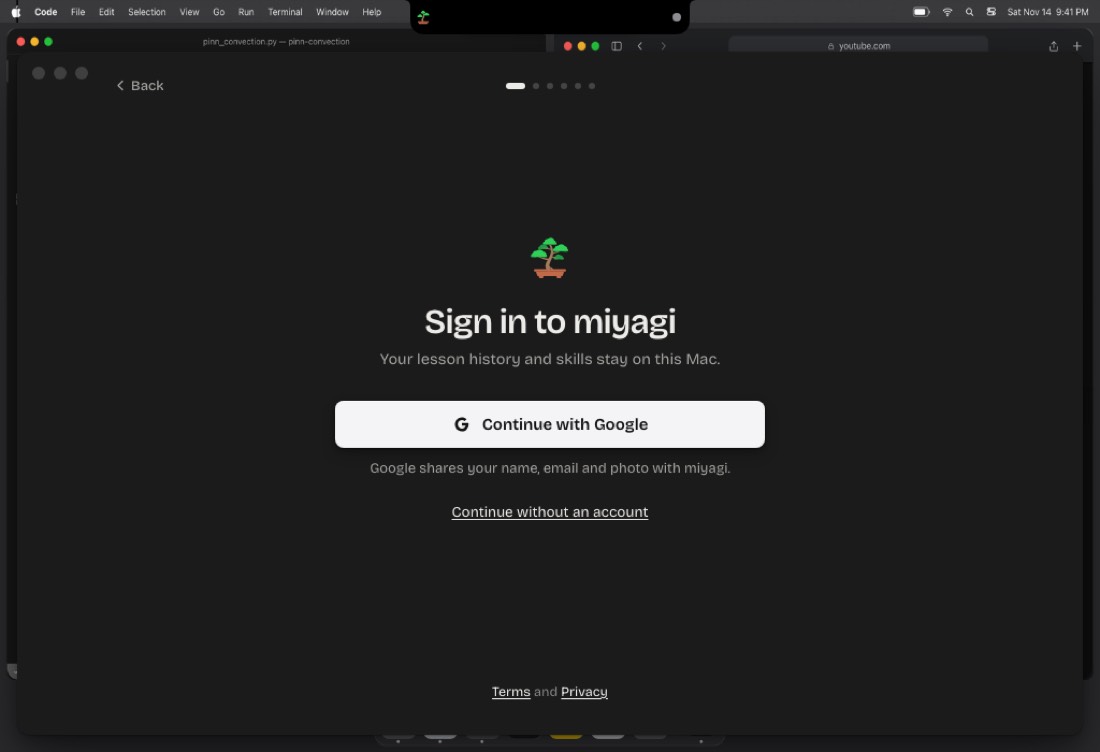 Code File Edit Selection View Go Run Terminal Window Help Sat Nov 14 9:41 PM
pinn_convection.py — pinn-convection
youtube.com
Back
Sign in to miyagi
Your lesson history and skills stay on this Mac.
Continue with Google
Google shares your name, email and photo with miyagi.
Continue without an account
Terms and Privacy